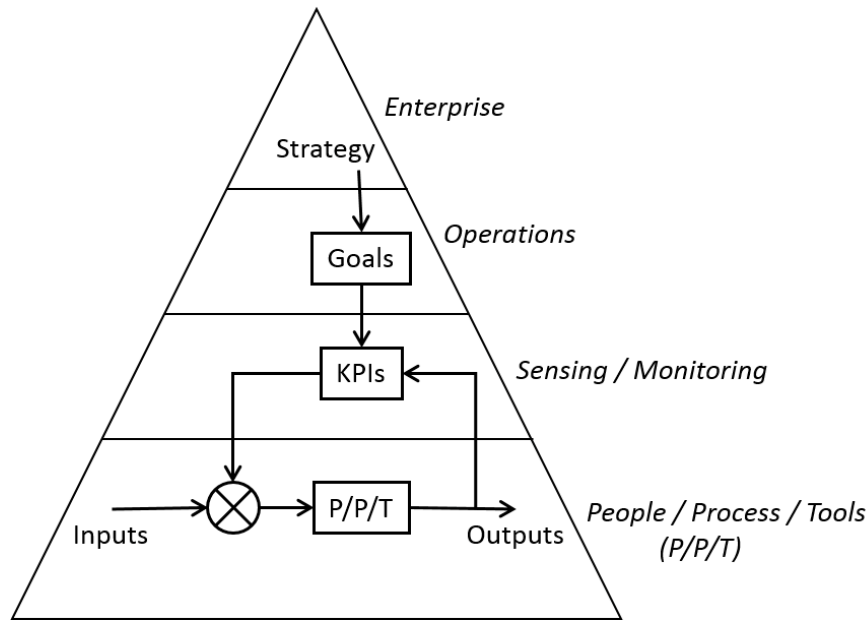 Enterprise
Strategy
Operations
Goals
KPIs
Sensing / Monitoring
P/P/T
Inputs
Outputs
People / Process / Tools
(P/P/T)